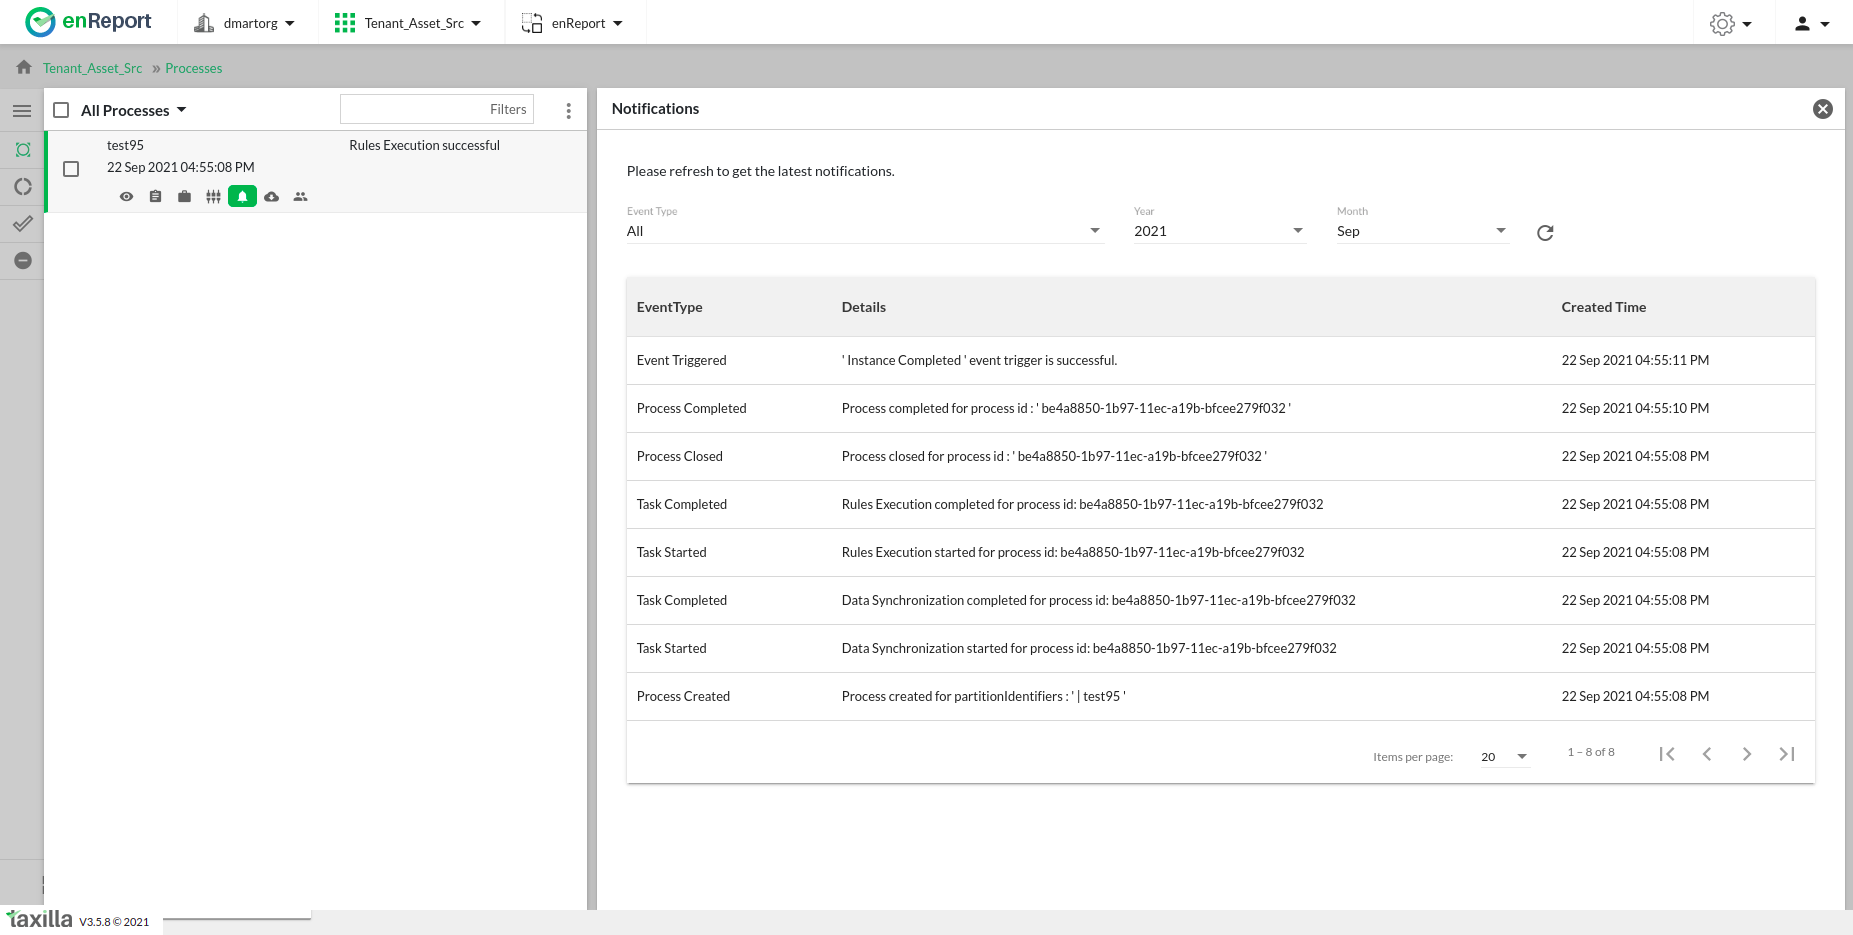 enReport
dmartorg
Tenant_Asset_Src
enReport
Tenant_Asset_Src » Processes
All Processes
Filters
test95
Rules Execution successful
22 Sep 2021 04:55:08 PM
Notifications
Please refresh to get the latest notifications.
Event Type
Year
Month
All
2021
Sep
EventType Details Created Time
Event Triggered ' Instance Completed ' event trigger is successful. 22 Sep 2021 04:55:11 PM
Process Completed Process completed for process id : ' be4a8850-1b97-11ec-a19b-bfcee279f032 ' 22 Sep 2021 04:55:10 PM
Process Closed Process closed for process id : ' be4a8850-1b97-11ec-a19b-bfcee279f032 ' 22 Sep 2021 04:55:08 PM
Task Completed Rules Execution completed for process id: be4a8850-1b97-11ec-a19b-bfcee279f032 22 Sep 2021 04:55:08 PM
Task Started Rules Execution started for process id: be4a8850-1b97-11ec-a19b-bfcee279f032 22 Sep 2021 04:55:08 PM
Task Completed Data Synchronization completed for process id: be4a8850-1b97-11ec-a19b-bfcee279f032 22 Sep 2021 04:55:08 PM
Task Started Data Synchronization started for process id: be4a8850-1b97-11ec-a19b-bfcee279f032 22 Sep 2021 04:55:08 PM
Process Created Process created for partitionIdentifiers : ' | test95 ' 22 Sep 2021 04:55:08 PM
Items per page: 20 1 – 8 of 8
taxilla V3.5.8 © 2021